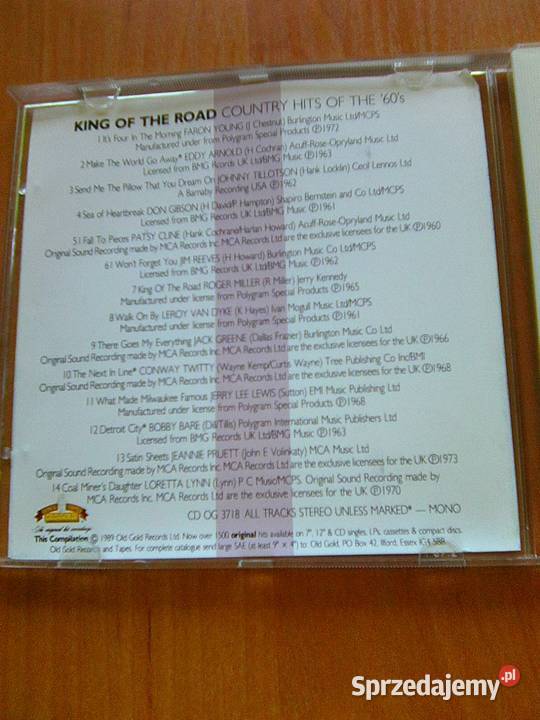 KING OF THE ROAD COUNTRY HITS OF THE '60's
1 It's Four In The Morning FARON YOUNG (J Chestnut) Burlington Music Ltd/MCPS
Manufactured under license from Polygram Special Products Ⓟ1972
2 Make The World Go Away* EDDY ARNOLD (H Cochran) Acuff-Rose-Opryland Music Ltd
Licensed from BMG Records UK Ltd/BMG Music Ⓟ1963
3 Send Me The Pillow That You Dream On JOHNNY TILLOTSON (Hank Locklin) Cecil Lennos Ltd
A Barnaby Recording USA Ⓟ1962
4 Sea of Heartbreak DON GIBSON (H David/P Hampton) Shapiro Bernstein and Co Ltd/MCPS
Licensed from BMG Records UK Ltd/BMG Music Ⓟ1961
5 I Fall To Pieces PATSY CLINE (Hank Cochrane/Harlan Howard) Acuff-Rose-Opryland Music Ltd
Original Sound Recording made by MCA Records Inc. MCA Records Ltd are the exclusive licensees for the UK Ⓟ1960
6 I Won't Forget You JIM REEVES (H Howard) Burlington Music Co Ltd/MCPS
Licensed from BMG Records UK Ltd/BMG Music Ⓟ1962
7 King Of The Road ROGER MILLER (R Miller) Jerry Kennedy
Manufactured under license from Polygram Special Products Ⓟ1965
8 Walk On By LEROY VAN DYKE (K Hayes) Ivan Mogull Music Ltd/MCPS
Manufactured under license from Polygram Special Products Ⓟ1961
9 There Goes My Everything JACK GREENE (Dallas Frazier) Burlington Music Co Ltd
Original Sound Recording made by MCA Records Inc. MCA Records Ltd are the exclusive licensees for the UK Ⓟ1966
10 The Next In Line* CONWAY TWITTY (Wayne Kemp/Curtis Wayne) Tree Publishing Co Inc/BMI
Original Sound Recording made by MCA Records Inc. MCA Records Ltd are the exclusive licensees for the UK Ⓟ1968
11 What Made Milwaukee Famous JERRY LEE LEWIS (Sutton) EMI Music Publishing Ltd
Manufactured under license from Polygram Special Products Ⓟ1968
12 Detroit City* BOBBY BARE (Dill/Tillis) Polygram International Music Publishers Ltd
Licensed from BMG Records UK Ltd/BMG Music Ⓟ1963
13 Satin Sheets JEANNIE PRUETT (John E Volinkaty) MCA Music Ltd
Original Sound Recording made by MCA Records Inc. MCA Records Ltd are the exclusive licensees for the UK Ⓟ1973
14 Coal Miner's Daughter LORETTA LYNN (Lynn) P C Music/MCPS. Original Sound Recording made by
MCA Records Inc. MCA Records Ltd are the exclusive licensees for the UK Ⓟ1970
CD OG 3718 ALL TRACKS STEREO UNLESS MARKED* — MONO
This Compilation © 1989 Old Gold Records Ltd. Now over 1500 original hits available on 7", 12" & CD singles, LPs, cassettes & compact discs.
Old Gold Records and Tapes. For complete catalogue send large SAE (at least 9" x 4") to: Old Gold, PO Box 42, Ilford, Essex IG4 5BB
Sprzedajemy.pl